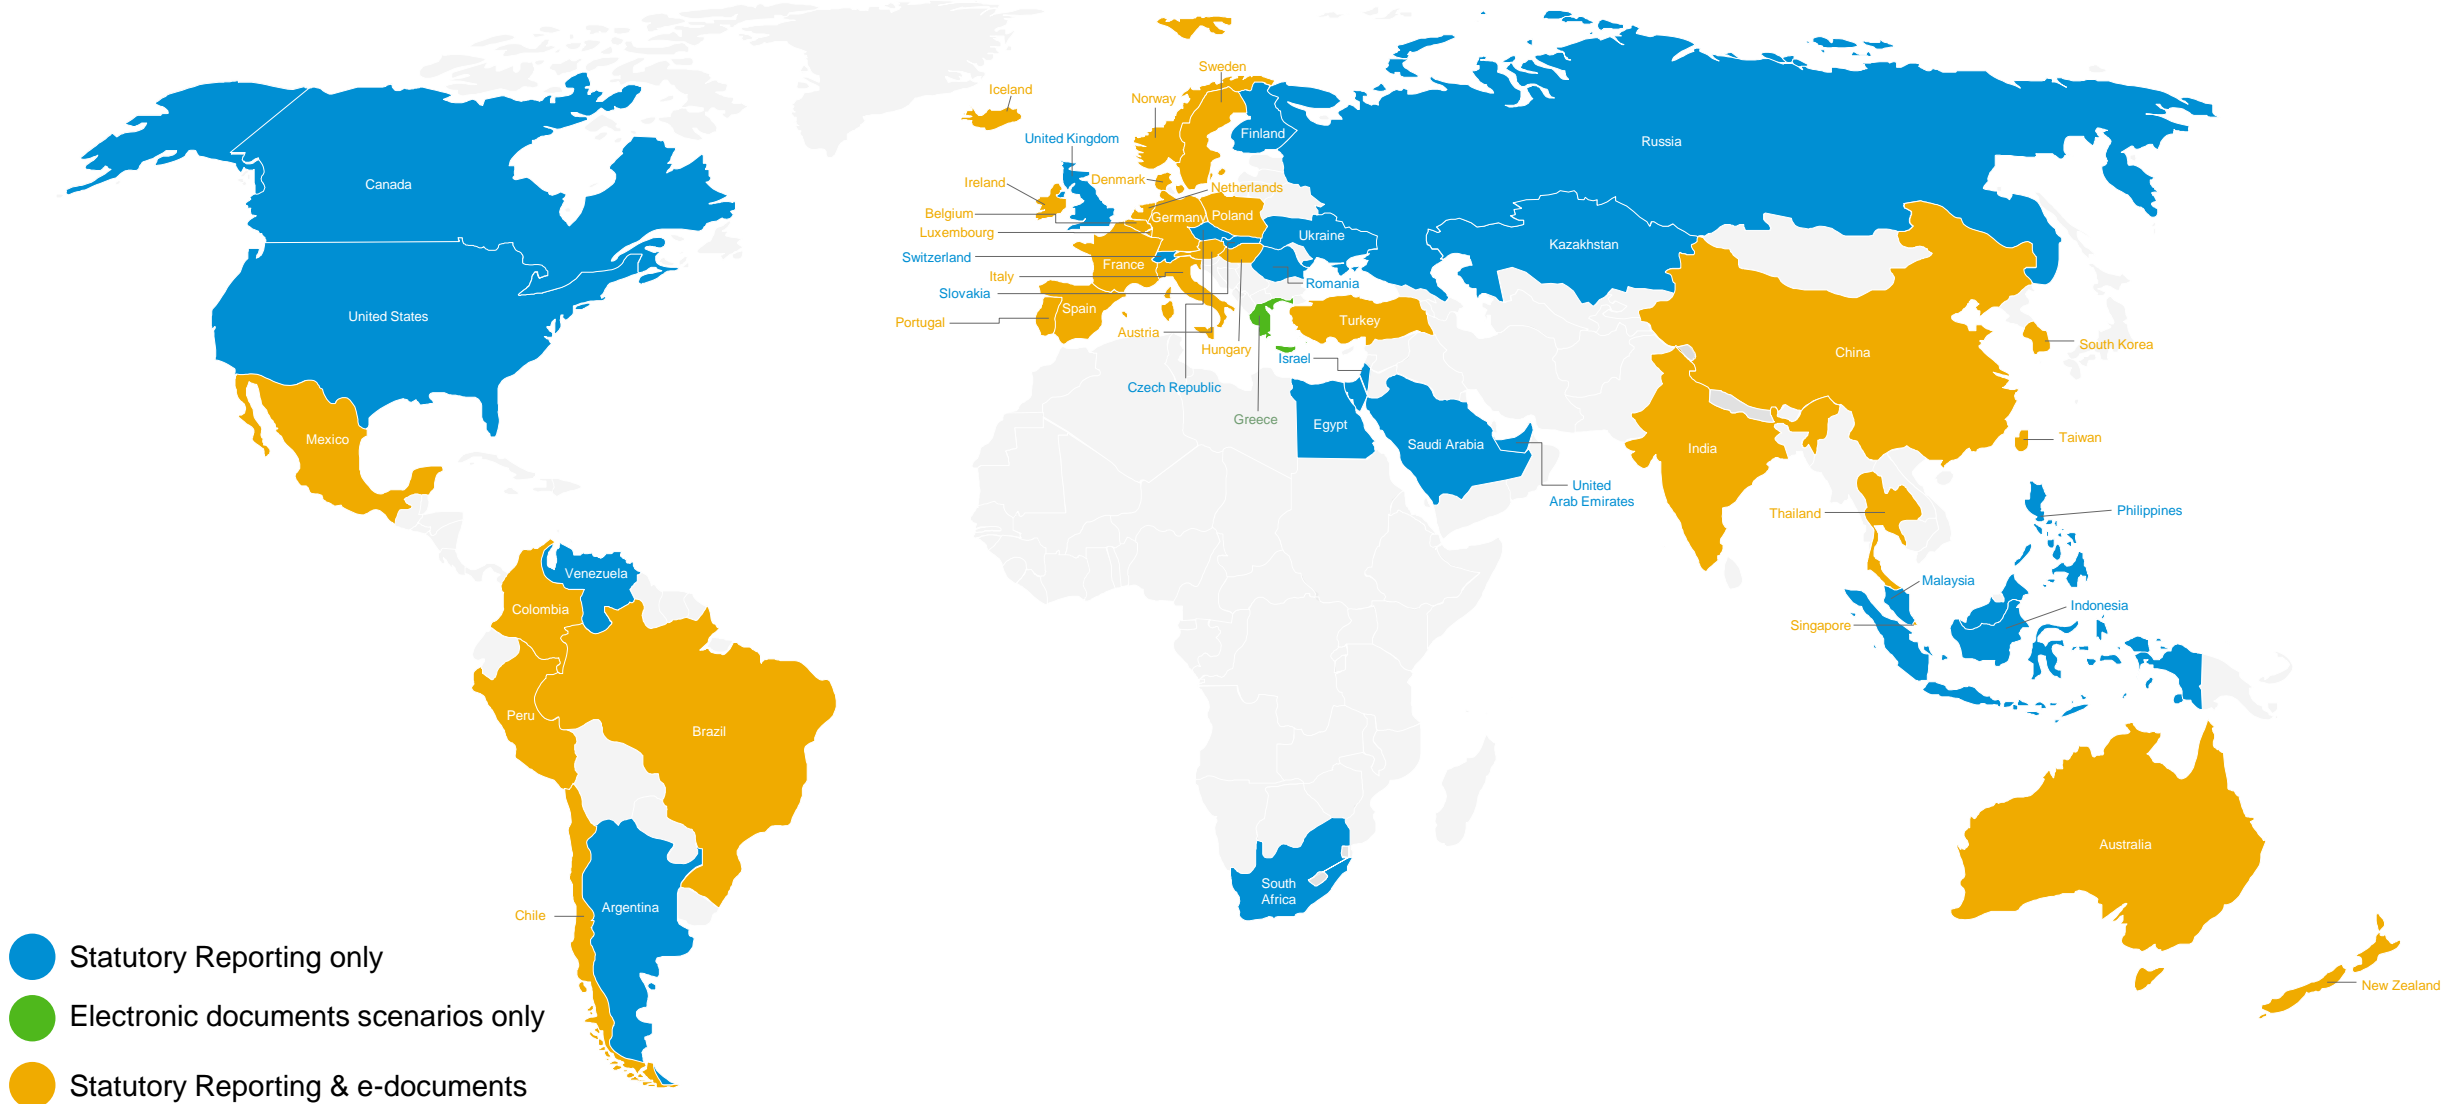 Sweden
Iceland
Norway
United Kingdom
Finland
Russia
Canada
Ireland
Denmark
Netherlands
Belgium
Germany
Poland
Luxembourg
Ukraine
Kazakhstan
Switzerland
France
Italy
Romania
Slovakia
Spain
United States
Portugal
Turkey
Austria
Hungary
Israel
China
South Korea
Czech Republic
Greece
Egypt
Mexico
Saudi Arabia
India
Taiwan
United
Arab Emirates
Thailand
Philippines
Venezuela
Malaysia
Colombia
Indonesia
Singapore
Peru
Brazil
Australia
South
Africa
Argentina
Chile
New Zealand
Statutory Reporting only
Electronic documents scenarios only
Statutory Reporting & e-documents